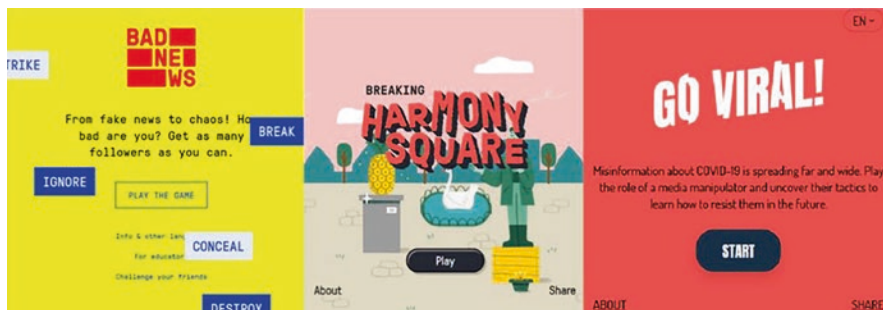 BAD
NE
WS
TRIKE
From fake news to chaos! Ho
bad are you? Get as many
followers as you can.
BREAK
IGNORE
PLAY THE GAME
Info & other lan
CONCEAL
for educator
Challenge your friends
DESTROY
BREAKING
HARMONY
SQUARE
Play
About
Share
EN
GO VIRAL!
Misinformation about COVID-19 is spreading far and wide. Play
the role of a media manipulator and uncover their tactics to
learn how to resist them in the future.
START
ABOUT
SHARE